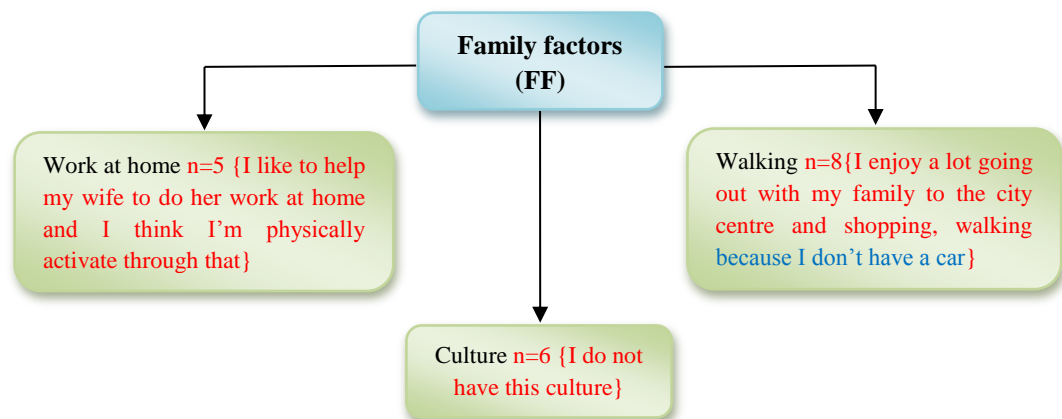 Family factors
(FF)
Work at home n=5 {I like to help
my wife to do her work at home
and I think I’m physically
activate through that}
Walking n=8{I enjoy a lot going
out with my family to the city
centre and shopping, walking
because I don’t have a car}
Culture n=6 {I do not
have this culture}